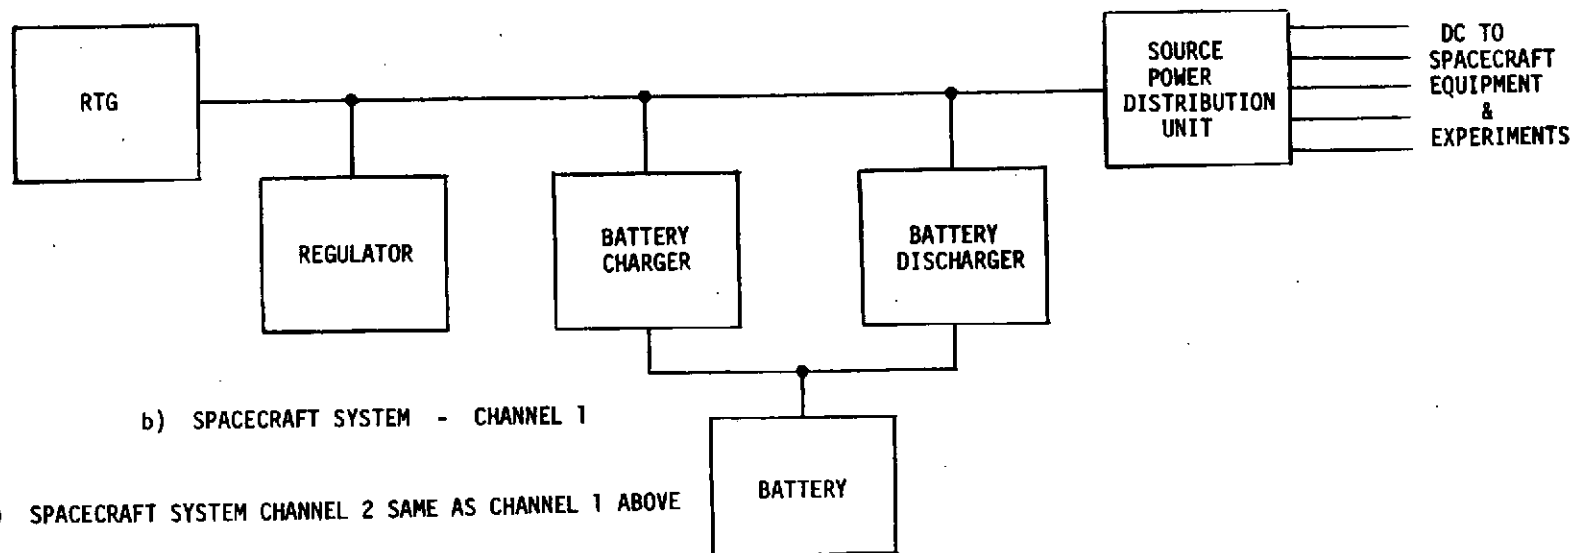 RTG
REGULATOR
BATTERY
CHARGER
BATTERY
DISCHARGER
SOURCE
POWER
DISTRIBUTION
UNIT
DC TO
SPACECRAFT
EQUIPMENT
&
EXPERIMENTS
b) SPACECRAFT SYSTEM - CHANNEL 1
BATTERY
) SPACECRAFT SYSTEM CHANNEL 2 SAME AS CHANNEL 1 ABOVE